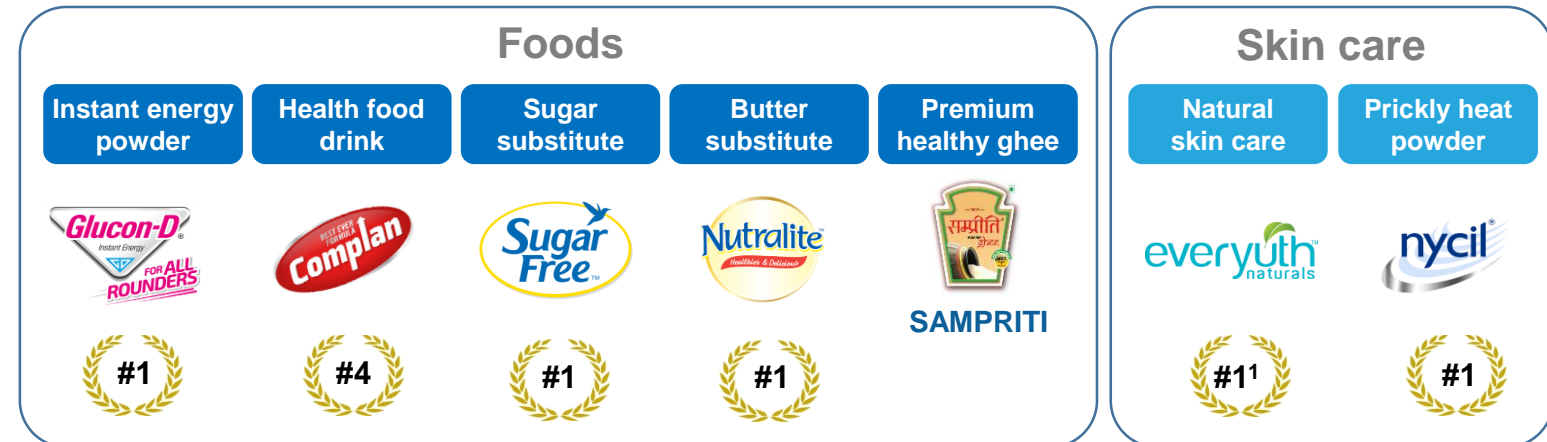 Foods
Skin care
Instant energy
powder
Health food
drink
Sugar
substitute
Butter
substitute
Premium
healthy ghee
Natural
skin care
Prickly heat
powder
Glucon-D
Instant Energy
FOR ALL
ROUNDERS
BEST EVER
FORMULA
Complan
Sugar
Free™
Nutralite
Healthier & Delicious
सम्प्रीति
everyuth™
naturals
nycil®
SAMPRITI
#1
#4
#1
#1
#1¹
#1